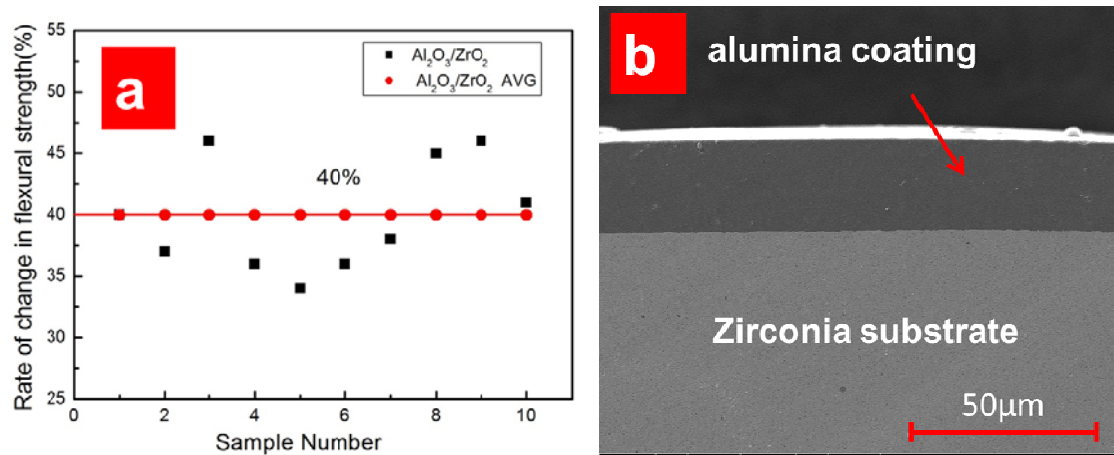 a
Rate of change in flexural strength(%)
55
50
45
40
35
30
25
Al₂O₃/ZrO₂
Al₂O₃/ZrO₂ AVG
40%
0
2
4
6
8
10
Sample Number
b
alumina coating
Zirconia substrate
50μm